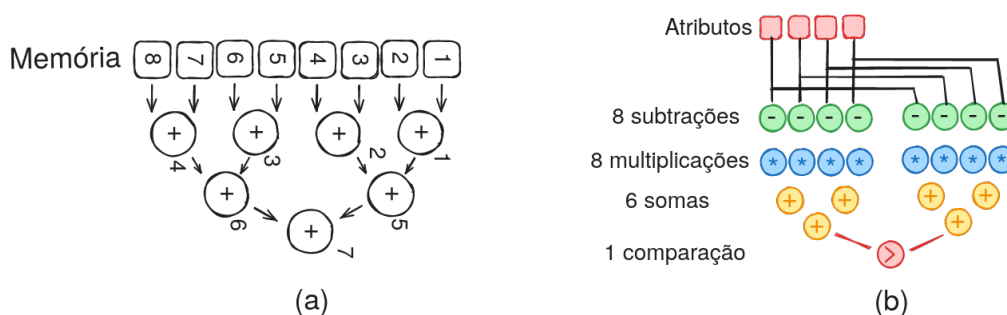 Memória 8 7 6 5 4 3 2 1
+ + + +
4 3 2 1
+ +
6 5
+
7
(a)
Atributos
8 subtrações - - - - - - - -
8 multiplicações * * * * * * * *
6 somas + + + +
+ +
1 comparação >
(b)